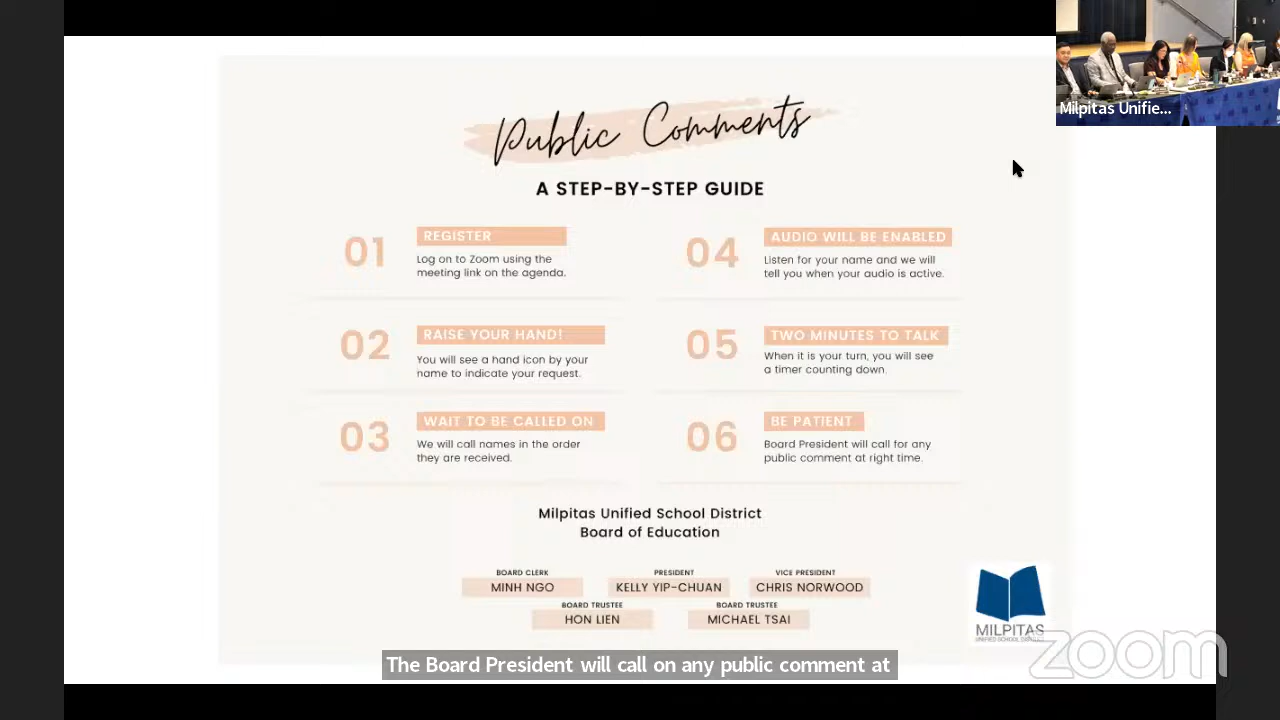 Milpitas Unifie...
Public Comments
A STEP-BY-STEP GUIDE
01
REGISTER
Log on to Zoom using the
meeting link on the agenda.
02
RAISE YOUR HAND!
You will see a hand icon by your
name to indicate your request.
03
WAIT TO BE CALLED ON
We will call names in the order
they are received.
04
AUDIO WILL BE ENABLED
Listen for your name and we will
tell you when your audio is active.
05
TWO MINUTES TO TALK
When it is your turn, you will see
a timer counting down.
06
BE PATIENT
Board President will call for any
public comment at right time.
Milpitas Unified School District
Board of Education
BOARD CLERK
MINH NGO
PRESIDENT
KELLY YIP-CHUAN
VICE PRESIDENT
CHRIS NORWOOD
BOARD TRUSTEE
HON LIEN
BOARD TRUSTEE
MICHAEL TSAI
MILPITAS
UNIFIED SCHOOL DISTRICT
zoom
The Board President will call on any public comment at